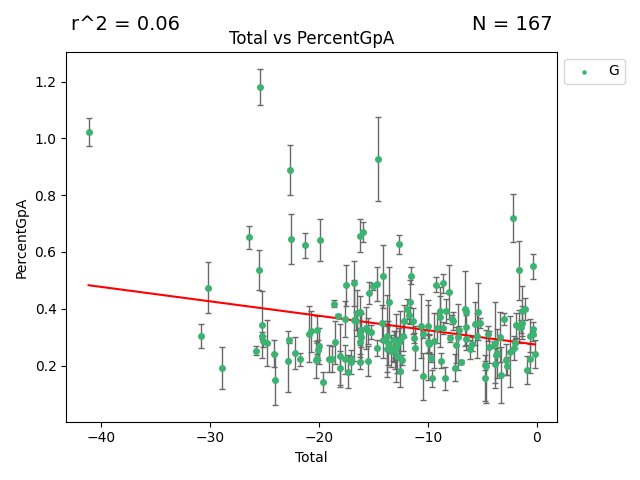 r^2 = 0.06
N = 167
Total vs PercentGpA
G
PercentGpA
1.2
1.0
0.8
0.6
0.4
0.2
−40
−30
−20
−10
0
Total